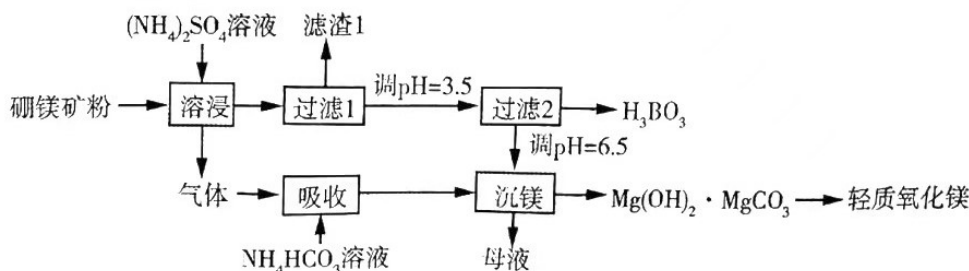 (NH₄)₂SO₄溶液 滤渣1
硼镁矿粉 溶浸 过滤1 调pH=3.5 过滤2 H₃BO₃
调pH=6.5
气体 吸收 沉镁 Mg(OH)₂·MgCO₃ 轻质氧化镁
NH₄HCO₃溶液 母液